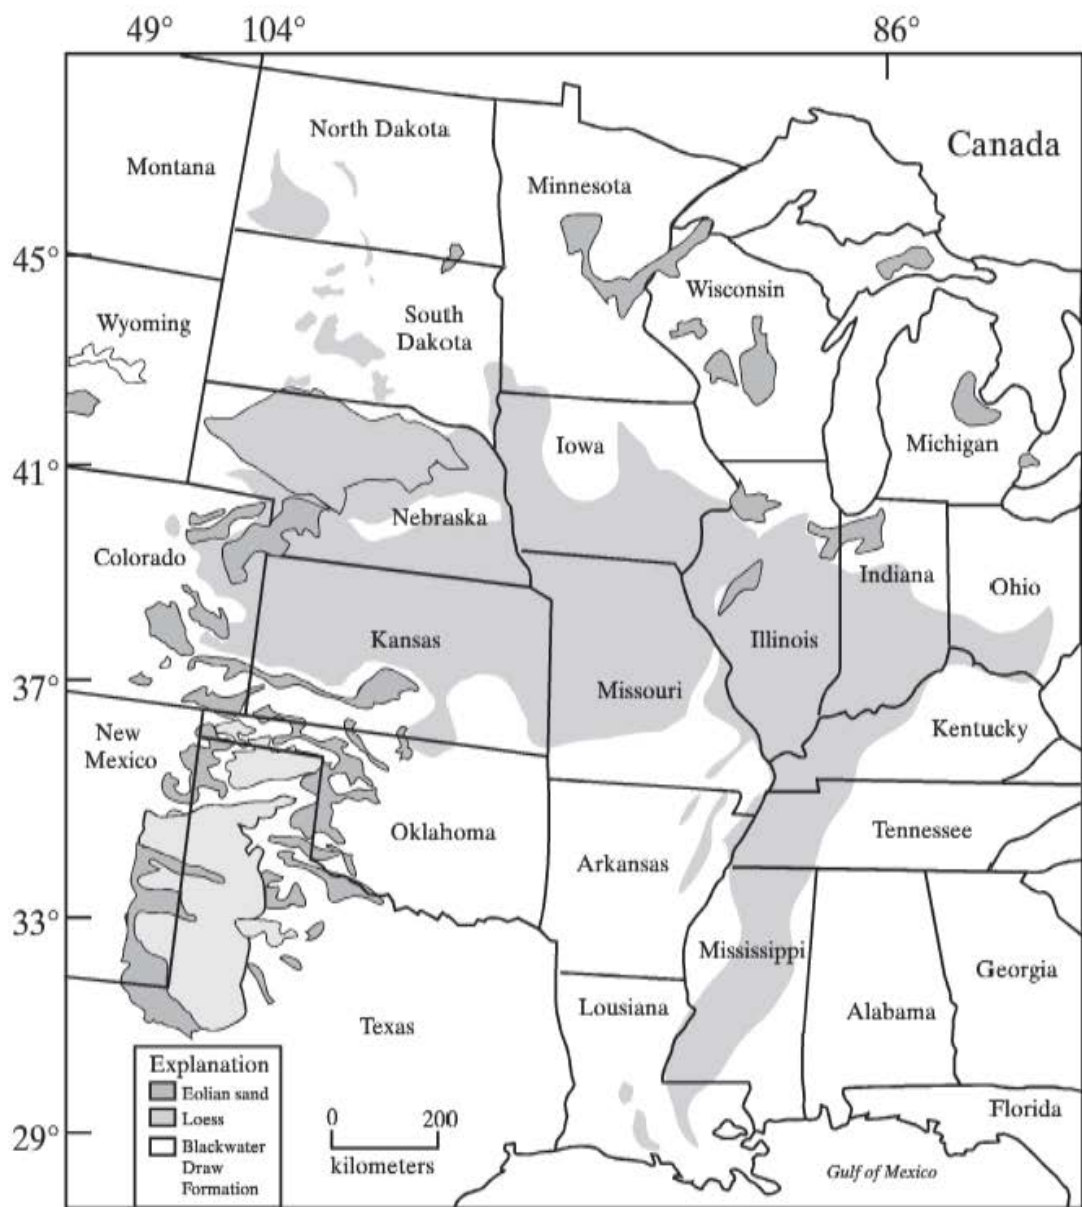 49° 104° 86°
Canada
North Dakota
Montana
Minnesota
45°
Wisconsin
Wyoming
South
Dakota
Iowa
Michigan
41°
Nebraska
Colorado
Indiana
Ohio
Kansas
Illinois
37°
Missouri
New
Mexico
Kentucky
Oklahoma
Tennessee
Arkansas
33°
Mississippi
Georgia
Lousiana
Alabama
Texas
Explanation
Eolian sand
Loess
Blackwater
Draw
Formation
0 200
kilometers
Florida
29°
Gulf of Mexico